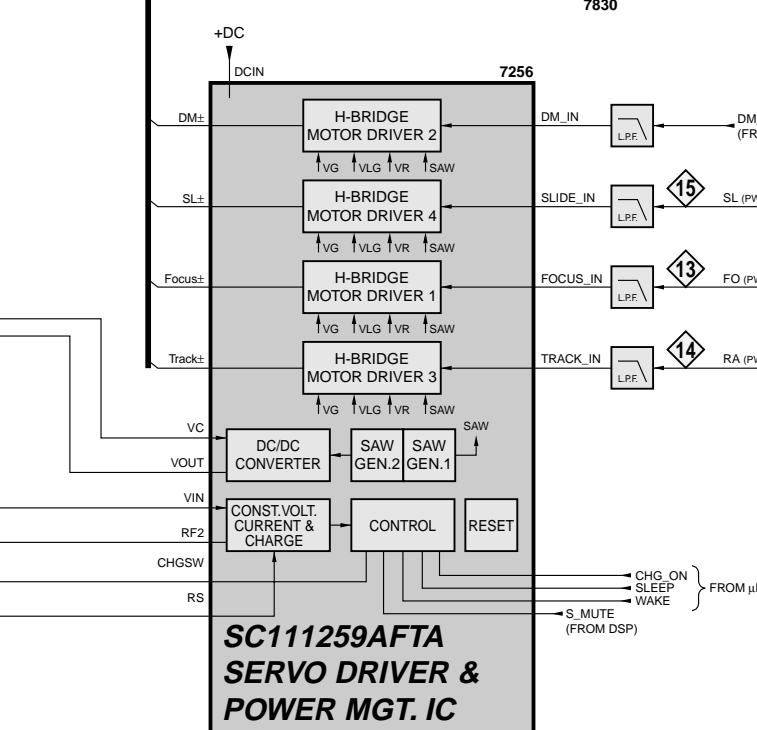 7830
+DC
DCIN
7256
DM±
H-BRIDGE
MOTOR DRIVER 2
DM_IN
L.P.F.
VG VLG VR SAW
SL±
H-BRIDGE
MOTOR DRIVER 4
SLIDE_IN
L.P.F.
15
SL
VG VLG VR SAW
Focus±
H-BRIDGE
MOTOR DRIVER 1
FOCUS_IN
L.P.F.
13
FO
VG VLG VR SAW
Track±
H-BRIDGE
MOTOR DRIVER 3
TRACK_IN
L.P.F.
14
RA
VG VLG VR SAW
VC
VOUT
DC/DC
CONVERTER
SAW
GEN.2
SAW
GEN.1
SAW
VIN
RF2
CHGSW
RS
CONST.VOLT.
CURRENT &
CHARGE
CONTROL
RESET
CHG_ON
SLEEP
WAKE
FROM
S_MUTE
(FROM DSP)
SC111259AFTA
SERVO DRIVER &
POWER MGT. IC